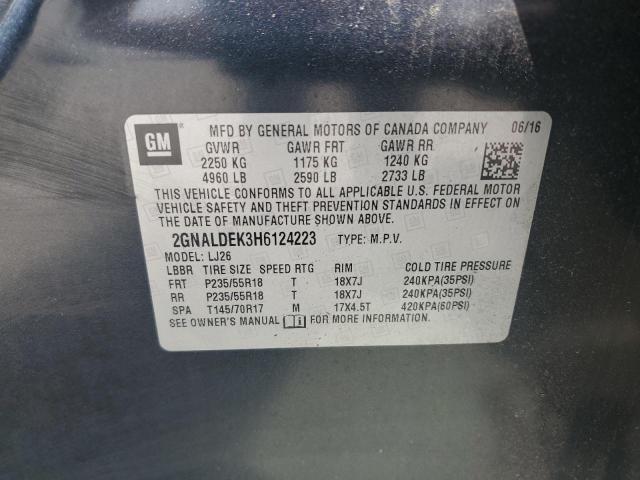 GM ® MFD BY GENERAL MOTORS OF CANADA COMPANY 06/16
GVWR GAWR FRT GAWR RR
2250 KG 1175 KG 1240 KG
4960 LB 2590 LB 2733 LB
THIS VEHICLE CONFORMS TO ALL APPLICABLE U.S. FEDERAL MOTOR
VEHICLE SAFETY AND THEFT PREVENTION STANDARDS IN EFFECT ON
THE DATE OF MANUFACTURE SHOWN ABOVE.
2GNALDEK3H6124223 TYPE: M.P.V.
MODEL: LJ26
LBBR TIRE SIZE SPEED RTG RIM COLD TIRE PRESSURE
FRT P235/55R18 T 18X7J 240KPA(35PSI)
RR P235/55R18 T 18X7J 240KPA(35PSI)
SPA T145/70R17 M 17X4.5T 420KPA(60PSI)
SEE OWNER'S MANUAL FOR MORE INFORMATION.